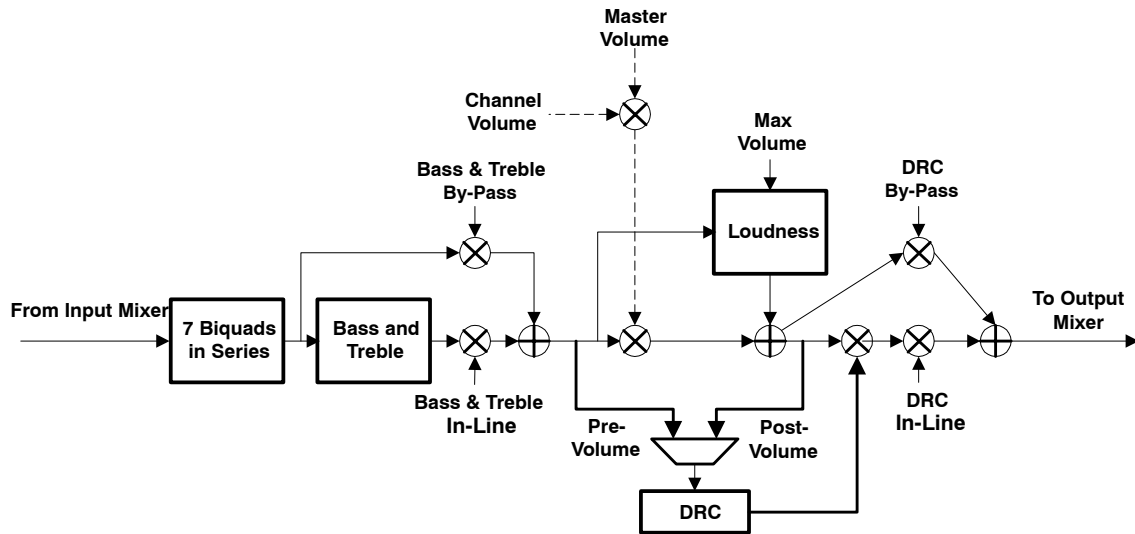 Master
Volume
Channel
Volume
Max
Volume
Bass & Treble
By-Pass
DRC
By-Pass
Loudness
From Input Mixer
7 Biquads
in Series
Bass and
Treble
To Output
Mixer
Bass & Treble
In-Line
DRC
In-Line
Pre-
Volume
Post-
Volume
DRC